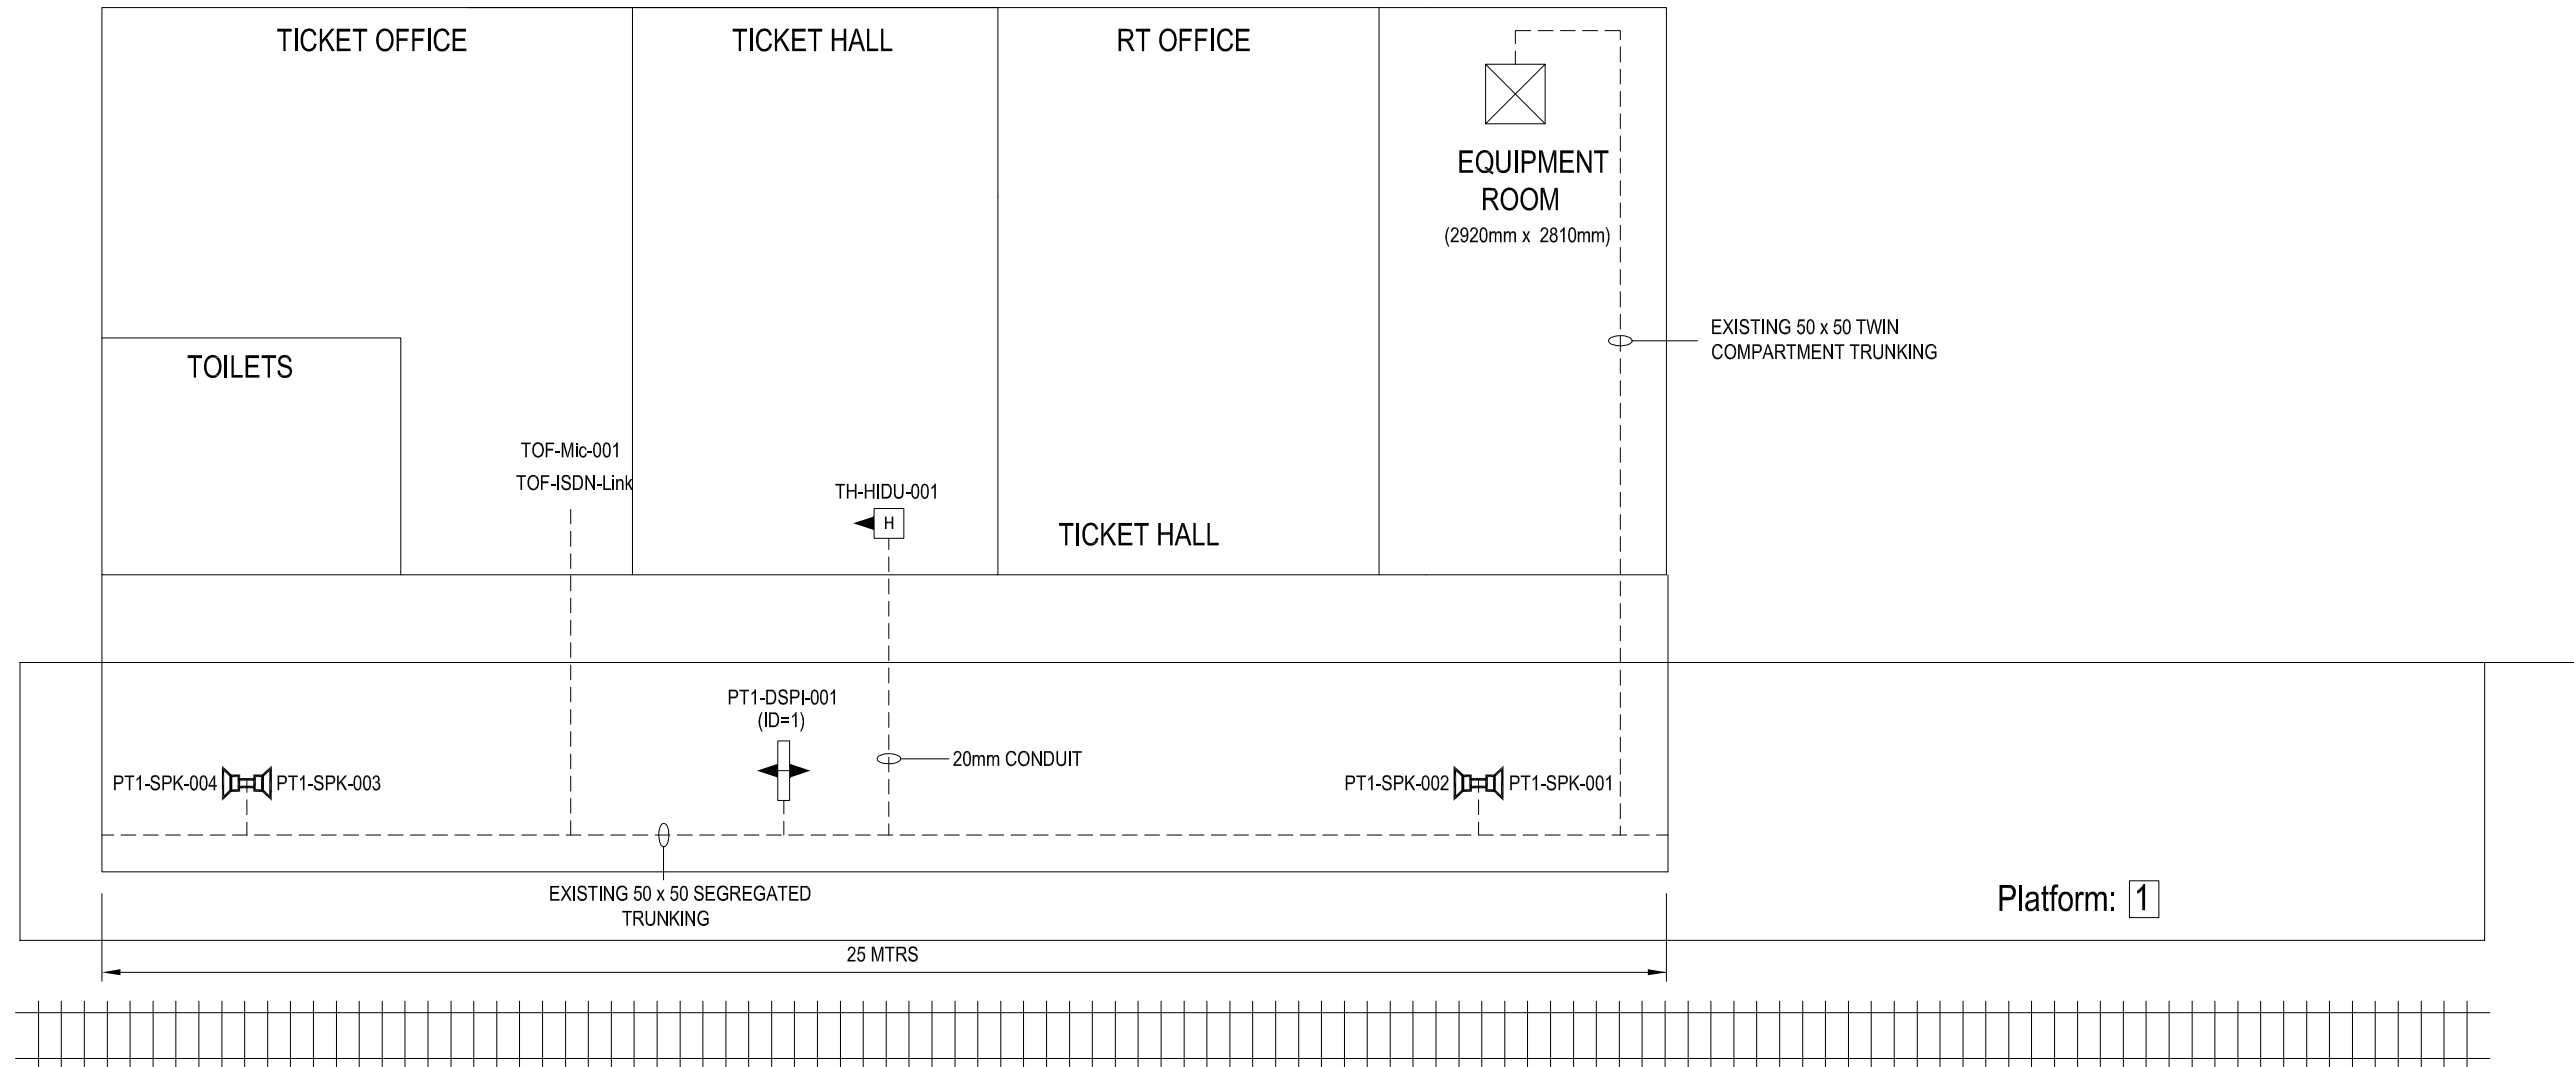 TICKET OFFICE
TICKET HALL
RT OFFICE
EQUIPMENT
ROOM
(2920mm x 2810mm)
EXISTING 50 x 50 TWIN
COMPARTMENT TRUNKING
TOILETS
TOF-Mic-001
TOF-ISDN-Link
TH-HIDU-001
H
TICKET HALL
PT1-DSPI-001
(ID=1)
20mm CONDUIT
PT1-SPK-004
PT1-SPK-003
PT1-SPK-002
PT1-SPK-001
EXISTING 50 x 50 SEGREGATED
TRUNKING
Platform: 1
25 MTRS